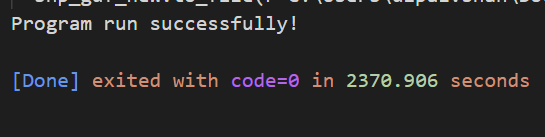 Program run successfully!
[Done] exited with code=0 in 2370.906 seconds